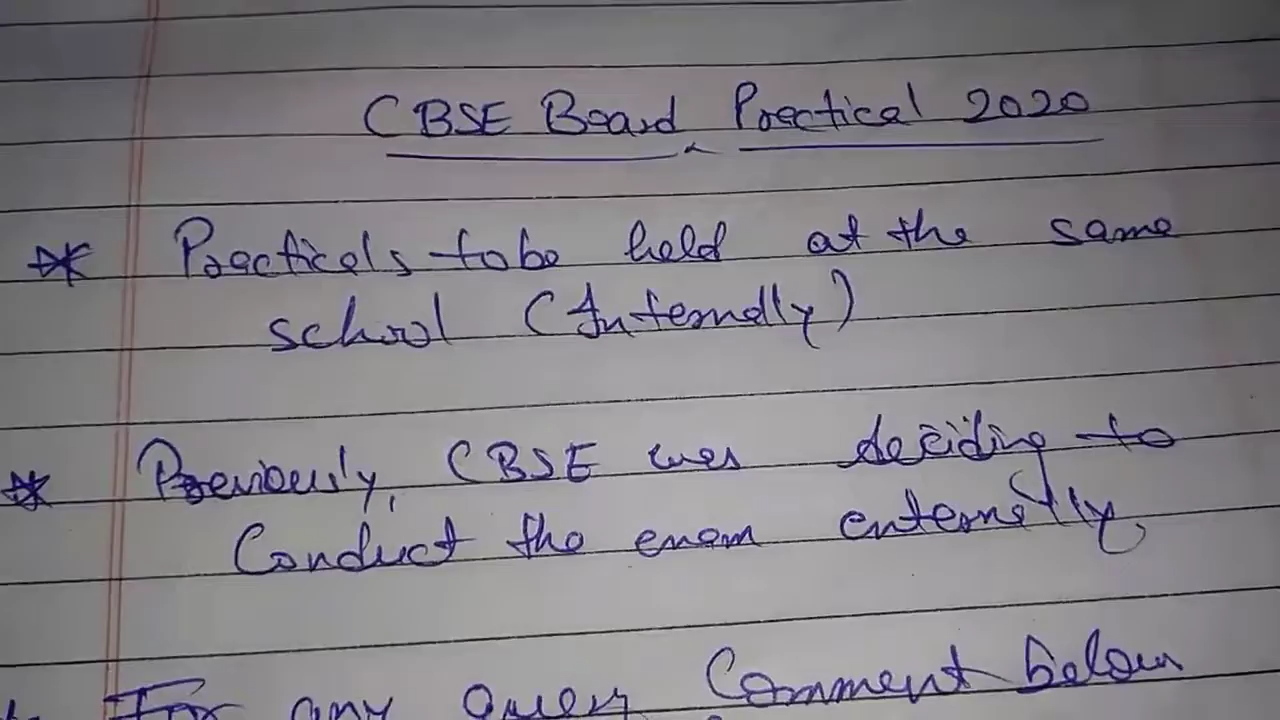 CBSE Board Practical 2020
* Practicals to be held at the same
school (Internally)
* Previously, CBSE was deciding to
Conduct the exam externally,
* For any query Comment below